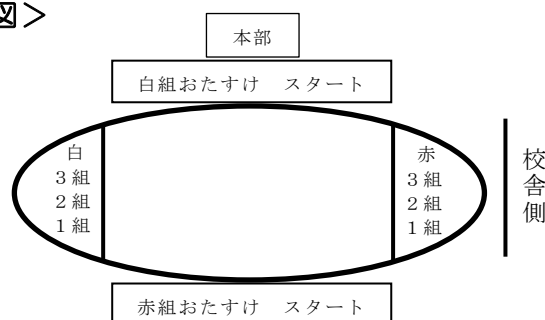 図＞
本部
白組おたすけ　スタート
白
３組
２組
１組
赤
３組
２組
１組
校舎側
赤組おたすけ　スタート